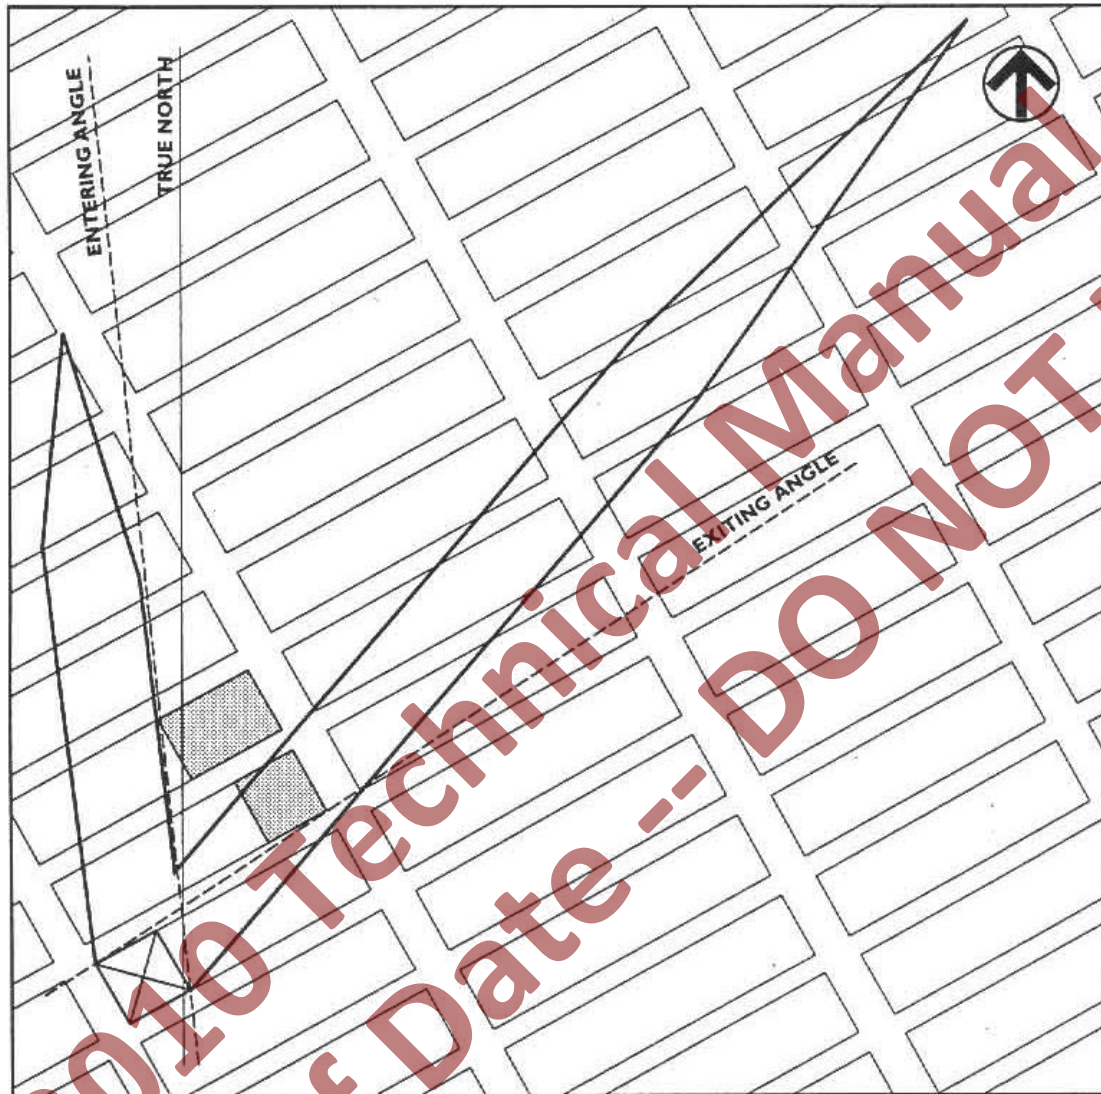 ENTERING ANGLE
TRUE NORTH
EXITING ANGLE
2010 Technical Manual
of Date -- DO NOT